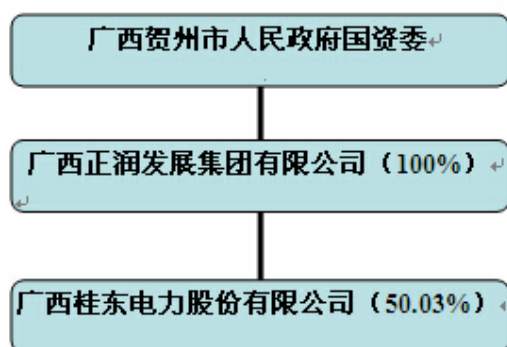 广西贺州市人民政府国资委
广西正润发展集团有限公司（100%）
广西桂东电力股份有限公司（50.03%）